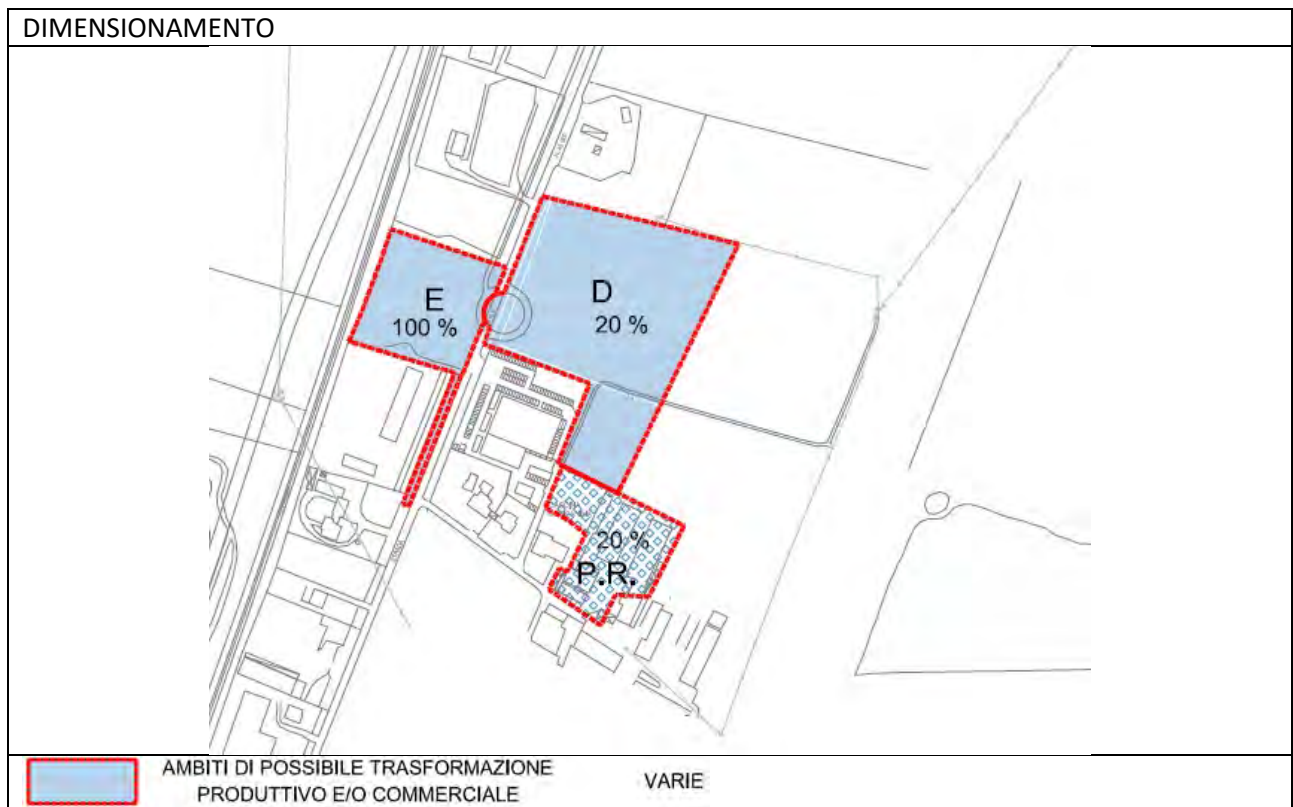 DIMENSIONAMENTO
E
100 %
D
20 %
20 %
P.R.
AMBITI DI POSSIBILE TRASFORMAZIONE
PRODUTTIVO E/O COMMERCIALE
VARIE